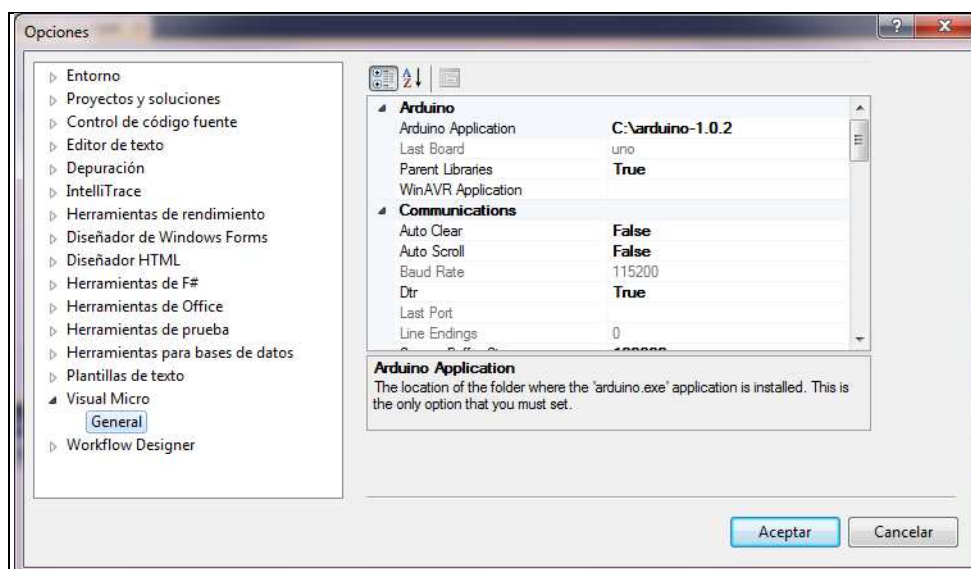 Opciones
Entorno
Proyectos y soluciones
Control de código fuente
Editor de texto
Depuración
IntelliTrace
Herramientas de rendimiento
Diseñador de Windows Forms
Diseñador HTML
Herramientas de F#
Herramientas de Office
Herramientas de prueba
Herramientas para bases de datos
Plantillas de texto
Visual Micro
General
Workflow Designer
Arduino
Arduino Application C:\arduino-1.0.2
Last Board uno
Parent Libraries True
WinAVR Application
Communications
Auto Clear False
Auto Scroll False
Baud Rate 115200
Dtr True
Last Port
Line Endings 0
Arduino Application
The location of the folder where the 'arduino.exe' application is installed. This is
the only option that you must set.
Aceptar Cancelar